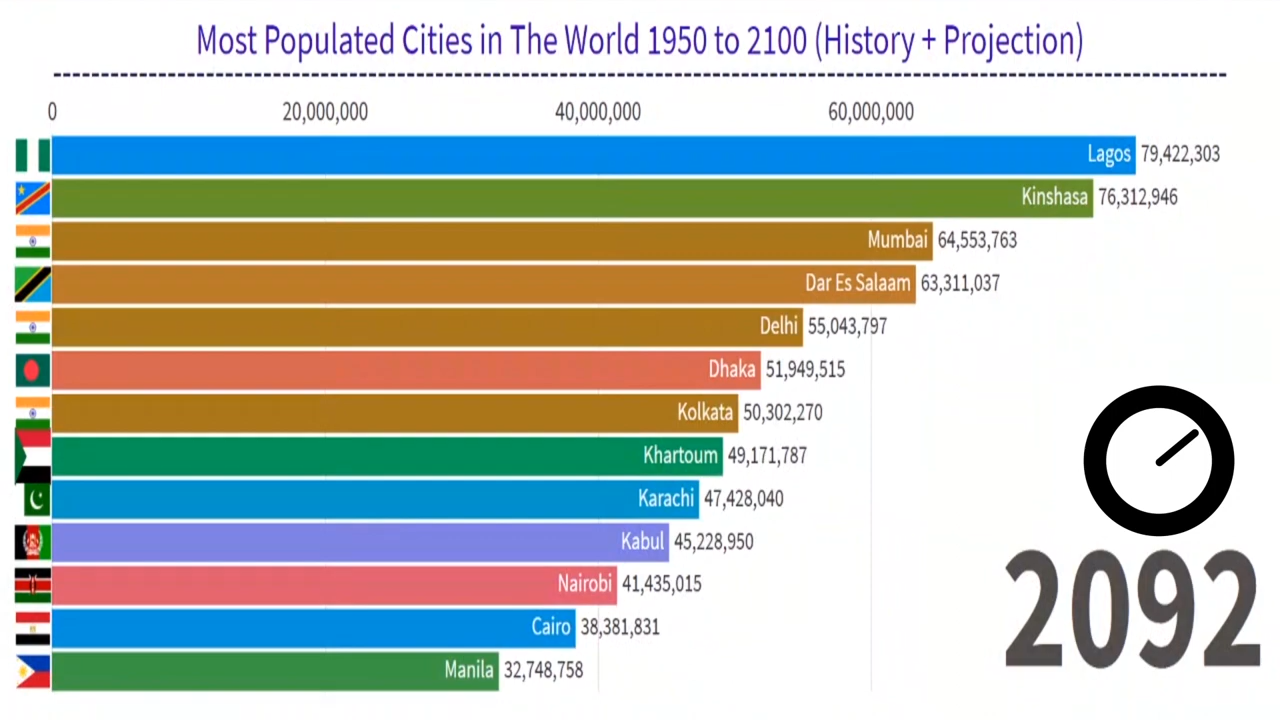 Most Populated Cities in The World 1950 to 2100 (History + Projection)
0 20,000,000 40,000,000 60,000,000
Lagos 79,422,303
Kinshasa 76,312,946
Mumbai 64,553,763
Dar Es Salaam 63,311,037
Delhi 55,043,797
Dhaka 51,949,515
Kolkata 50,302,270
Khartoum 49,171,787
Karachi 47,428,040
Kabul 45,228,950
Nairobi 41,435,015
Cairo 38,381,831
Manila 32,748,758
2092